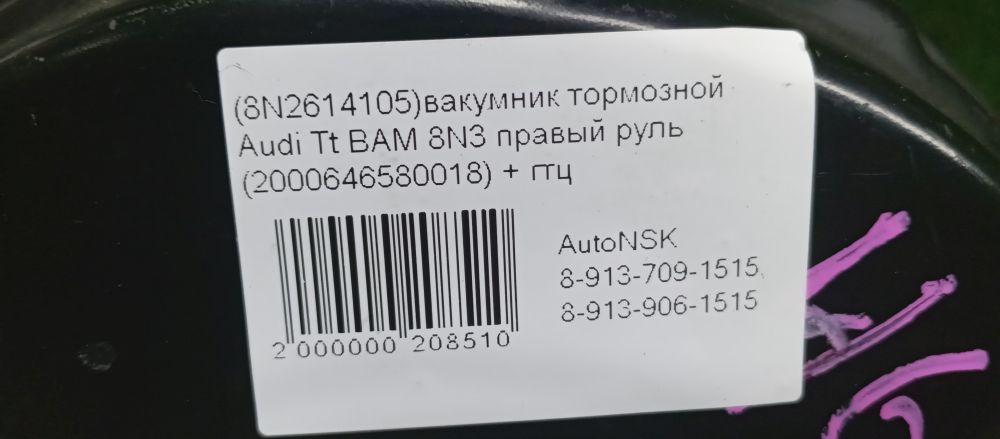 (8N2614105)вакумник тормозной
Audi Tt BAM 8N3 правый руль
(2000646580018) + гтц
AutoNSK
8-913-709-1515,
8-913-906-1515
2 000000 208510